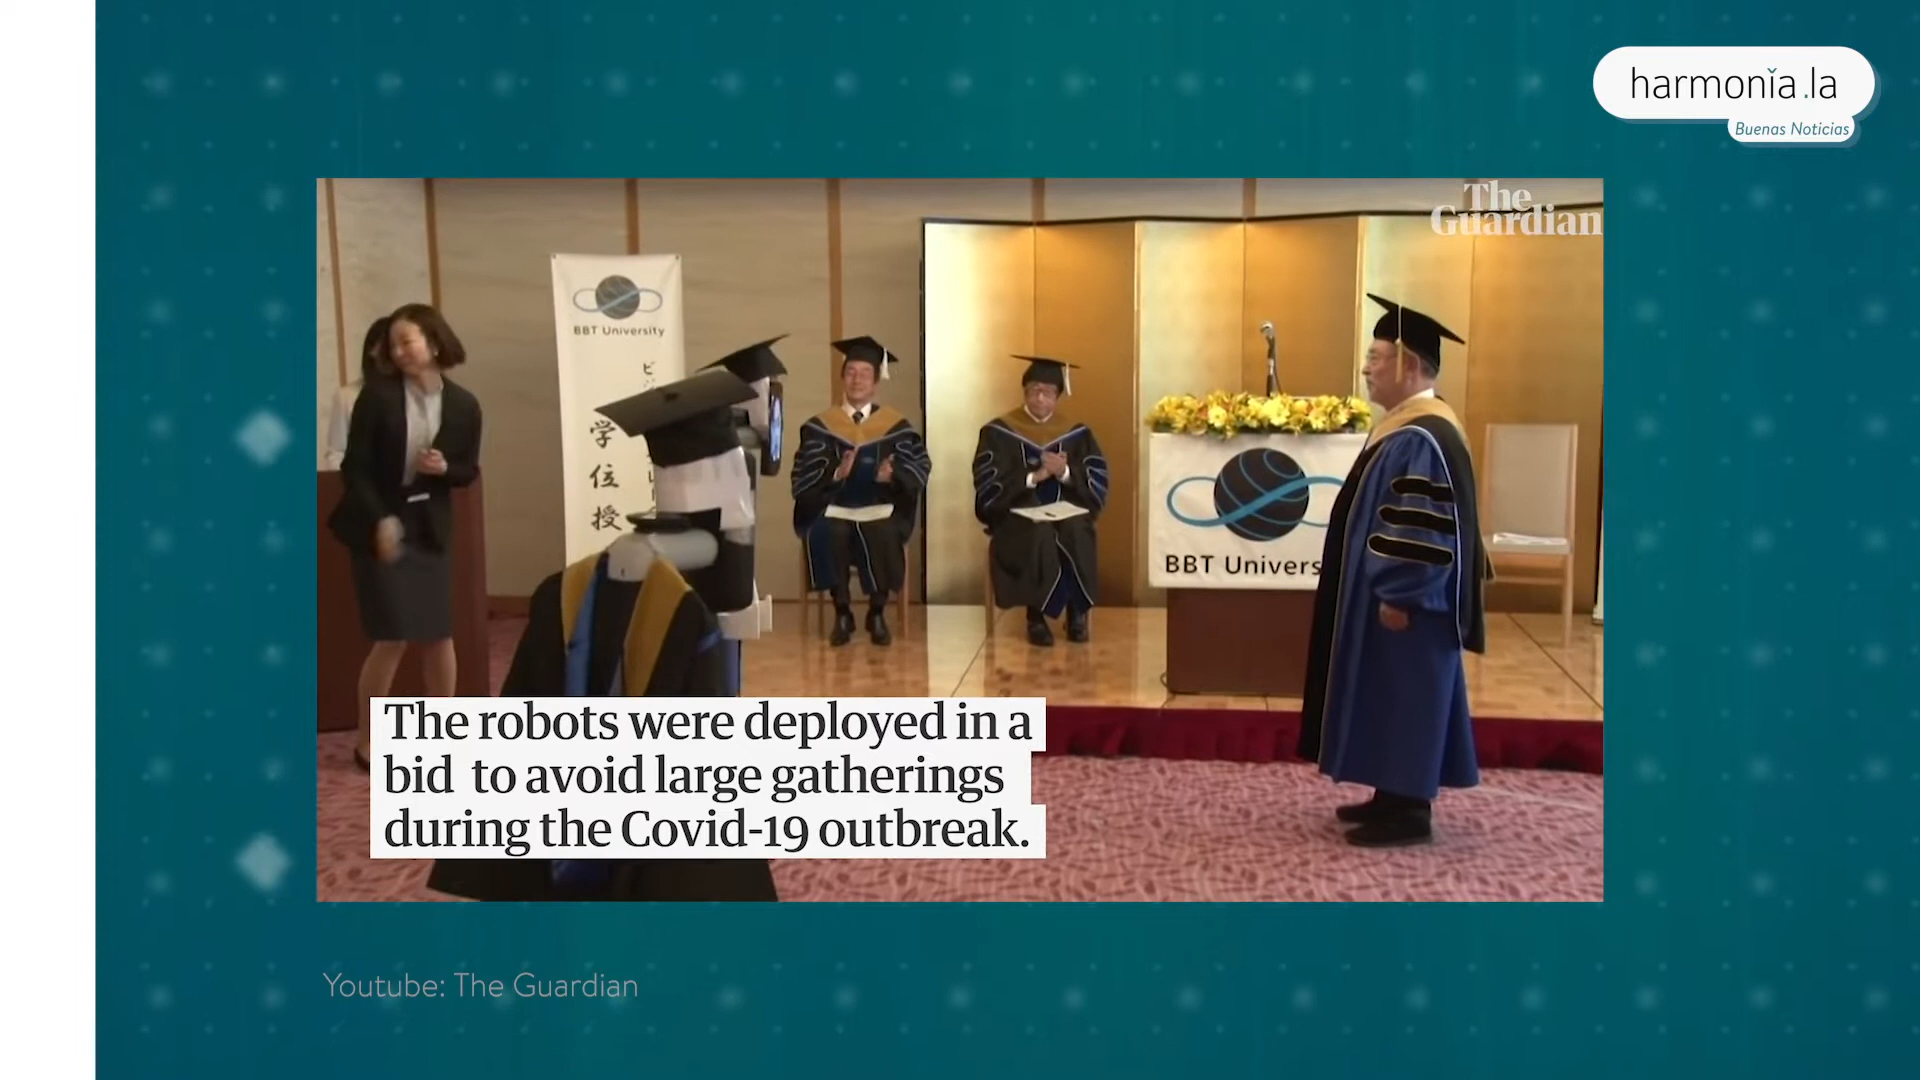 harmonia.la
Buenas Noticias
The
Guardian
BBT University
学
位
授
BBT Univers
The robots were deployed in a
bid to avoid large gatherings
during the Covid-19 outbreak.
Youtube: The Guardian